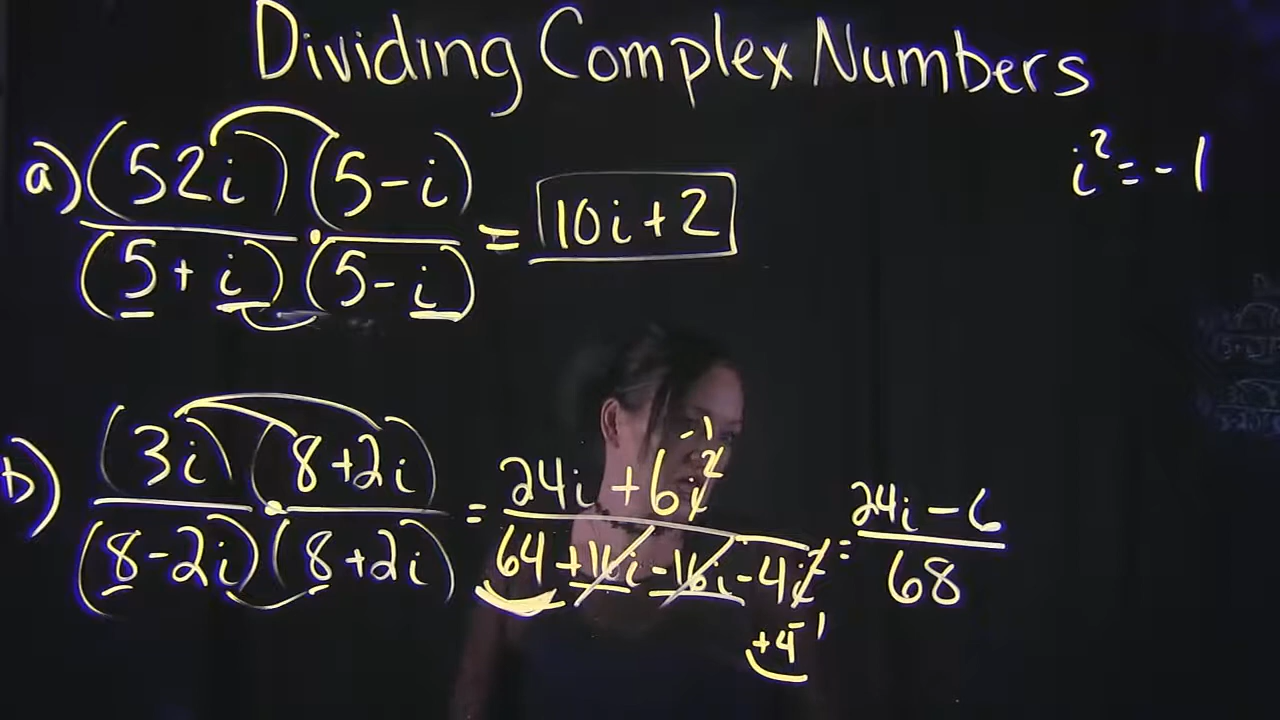 Dividing Complex Numbers
i² = -1
a) (52i) (5-i)
(5+i) · (5-i) = 10i+2
b) (3i) (8+2i)
(8-2i) · (8+2i) = 24i + 6i² -1
64 +16i -16i -4i² = 24i - 6
68
+4 -1